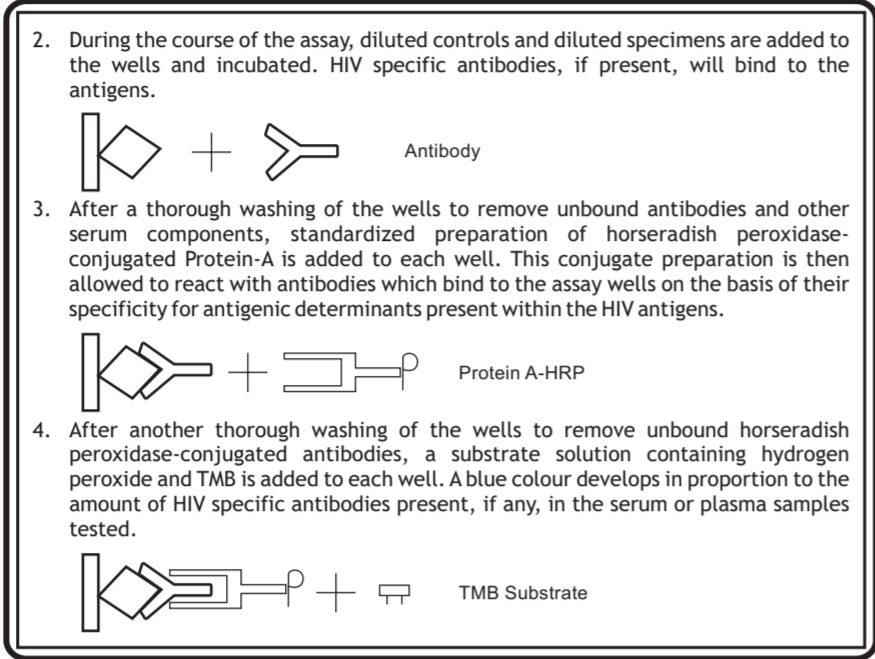 2. During the course of the assay, diluted controls and diluted specimens are added to
the wells and incubated. HIV specific antibodies, if present, will bind to the
antigens.
Antibody
3. After a thorough washing of the wells to remove unbound antibodies and other
serum components, standardized preparation of horseradish peroxidase-
conjugated Protein-A is added to each well. This conjugate preparation is then
allowed to react with antibodies which bind to the assay wells on the basis of their
specificity for antigenic determinants present within the HIV antigens.
Protein A-HRP
4. After another thorough washing of the wells to remove unbound horseradish
peroxidase-conjugated antibodies, a substrate solution containing hydrogen
peroxide and TMB is added to each well. A blue colour develops in proportion to the
amount of HIV specific antibodies present, if any, in the serum or plasma samples
tested.
TMB Substrate